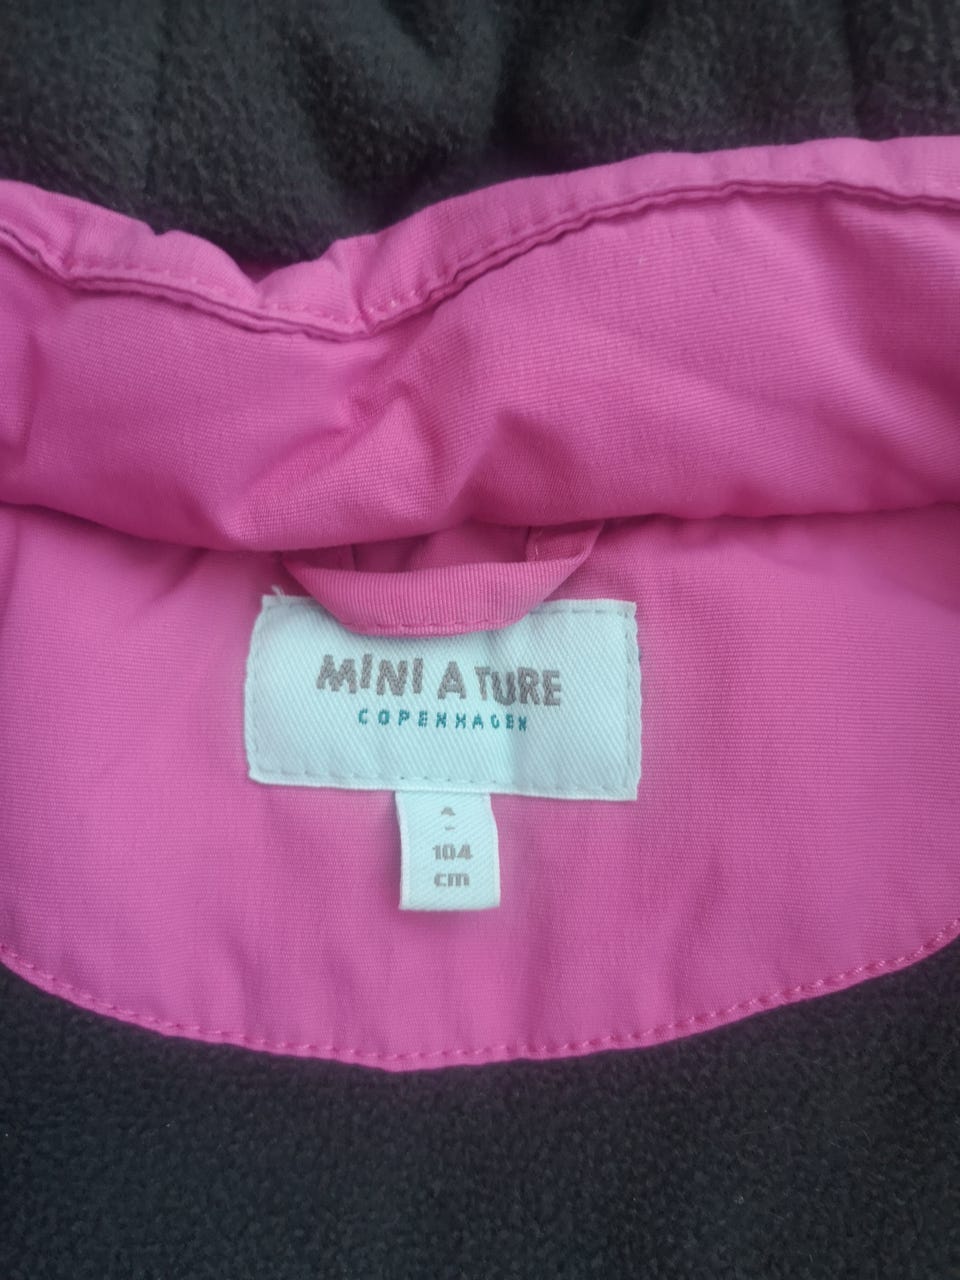 MINI A TURE
COPENHAGEN
4
-
104
cm